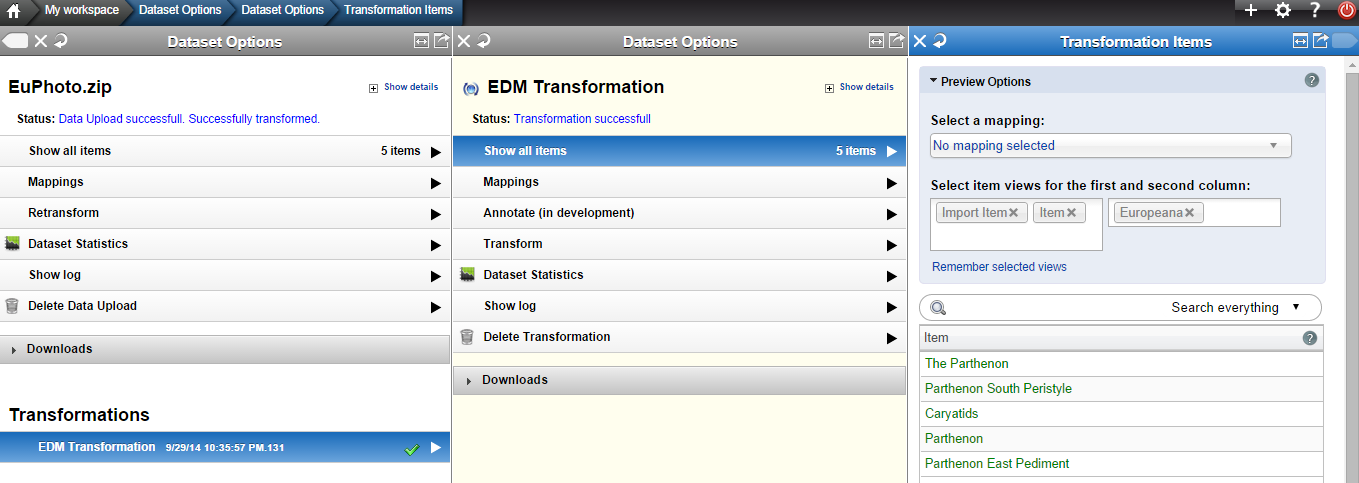 My workspace Dataset Options Dataset Options Transformation Items
Dataset Options
EuPhoto.zip
Show details
Status: Data Upload successfull. Successfully transformed.
Show all items 5 items
Mappings
Retransform
Dataset Statistics
Show log
Delete Data Upload
Downloads
Transformations
EDM Transformation 9/29/14 10:35:57 PM.131
Dataset Options
EDM Transformation
Show details
Status: Transformation successfull
Show all items 5 items
Mappings
Annotate (in development)
Transform
Dataset Statistics
Show log
Delete Transformation
Downloads
Transformation Items
Preview Options
Select a mapping:
No mapping selected
Select item views for the first and second column:
Import Item Item Europeana
Remember selected views
Search everything
Item
The Parthenon
Parthenon South Peristyle
Caryatids
Parthenon
Parthenon East Pediment